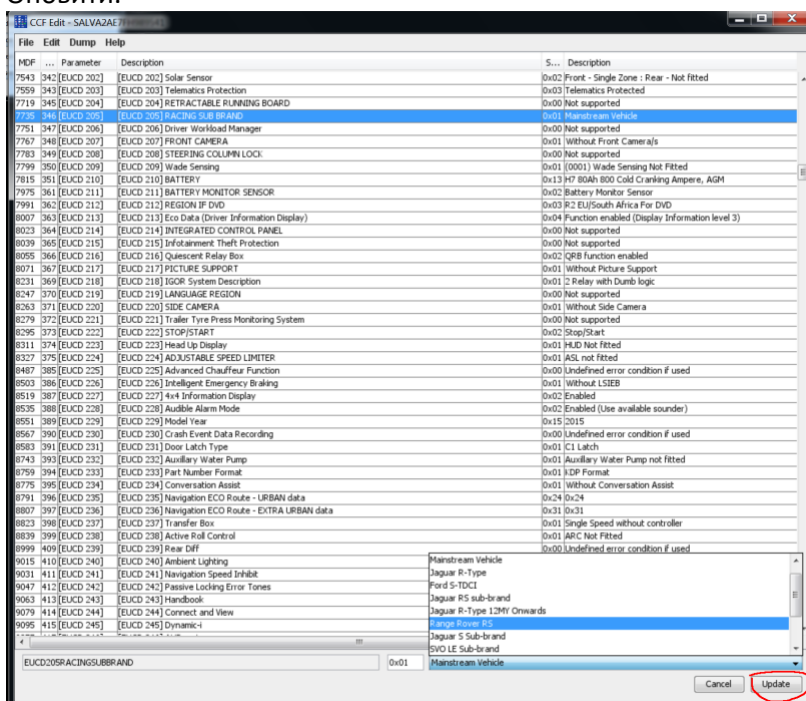 Оновити.
CCF Edit - SALVA2AE7
File Edit Dump Help
MDF ... Parameter Description S... Description
7543 342 [EUCD 202] [EUCD 202] Solar Sensor 0x02 Front - Single Zone : Rear - Not fitted
7559 343 [EUCD 203] [EUCD 203] Telematics Protection 0x03 Telematics Protected
7719 345 [EUCD 204] [EUCD 204] RETRACTABLE RUNNING BOARD 0x00 Not supported
7735 346 [EUCD 205] [EUCD 205] RACING SUB BRAND 0x01 Mainstream Vehicle
7751 347 [EUCD 206] [EUCD 206] Driver Workload Manager 0x00 Not supported
7767 348 [EUCD 207] [EUCD 207] FRONT CAMERA 0x01 Without Front Camera/s
7783 349 [EUCD 208] [EUCD 208] STEERING COLUMN LOCK 0x00 Not supported
7799 350 [EUCD 209] [EUCD 209] Wade Sensing 0x01 (0001) Wade Sensing Not Fitted
7815 351 [EUCD 210] [EUCD 210] BATTERY 0x13 H7 80Ah 800 Cold Cranking Ampere, AGM
7975 361 [EUCD 211] [EUCD 211] BATTERY MONITOR SENSOR 0x02 Battery Monitor Sensor
7991 362 [EUCD 212] [EUCD 212] REGION IF DVD 0x03 R2 EU/South Africa For DVD
8007 363 [EUCD 213] [EUCD 213] Eco Data (Driver Information Display) 0x04 Function enabled (Display Information level 3)
8023 364 [EUCD 214] [EUCD 214] INTEGRATED CONTROL PANEL 0x00 Not supported
8039 365 [EUCD 215] [EUCD 215] Infotainment Theft Protection 0x00 Not supported
8055 366 [EUCD 216] [EUCD 216] Quiescent Relay Box 0x02 QRB function enabled
8071 367 [EUCD 217] [EUCD 217] PICTURE SUPPORT 0x01 Without Picture Support
8231 369 [EUCD 218] [EUCD 218] IGOR System Description 0x01 2 Relay with Dumb logic
8247 370 [EUCD 219] [EUCD 219] LANGUAGE REGION 0x00 Not supported
8263 371 [EUCD 220] [EUCD 220] SIDE CAMERA 0x01 Without Side Camera
8279 372 [EUCD 221] [EUCD 221] Trailer Tyre Press Monitoring System 0x00 Not supported
8295 373 [EUCD 222] [EUCD 222] STOP/START 0x02 Stop/Start
8311 374 [EUCD 223] [EUCD 223] Head Up Display 0x01 HUD Not fitted
8327 375 [EUCD 224] [EUCD 224] ADJUSTABLE SPEED LIMITER 0x01 ASL not fitted
8487 385 [EUCD 225] [EUCD 225] Advanced Chauffeur Function 0x00 Undefined error condition if used
8503 386 [EUCD 226] [EUCD 226] Intelligent Emergency Braking 0x01 Without LSIEB
8519 387 [EUCD 227] [EUCD 227] 4x4 Information Display 0x02 Enabled
8535 388 [EUCD 228] [EUCD 228] Audible Alarm Mode 0x02 Enabled (Use available sounder)
8551 389 [EUCD 229] [EUCD 229] Model Year 0x15 2015
8567 390 [EUCD 230] [EUCD 230] Crash Event Data Recording 0x00 Undefined error condition if used
8583 391 [EUCD 231] [EUCD 231] Door Latch Type 0x01 C1 Latch
8743 393 [EUCD 232] [EUCD 232] Auxillary Water Pump 0x01 Auxillary Water Pump not fitted
8759 394 [EUCD 233] [EUCD 233] Part Number Format 0x01 KDP Format
8775 395 [EUCD 234] [EUCD 234] Conversation Assist 0x01 Without Conversation Assist
8791 396 [EUCD 235] [EUCD 235] Navigation ECO Route - URBAN data 0x24 0x24
8807 397 [EUCD 236] [EUCD 236] Navigation ECO Route - EXTRA URBAN data 0x31 0x31
8823 398 [EUCD 237] [EUCD 237] Transfer Box 0x01 Single Speed without controller
8839 399 [EUCD 238] [EUCD 238] Active Roll Control 0x01 ARC Not Fitted
8999 409 [EUCD 239] [EUCD 239] Rear Diff 0x00 Undefined error condition if used
9015 410 [EUCD 240] [EUCD 240] Ambient Lighting Mainstream Vehicle
9031 411 [EUCD 241] [EUCD 241] Navigation Speed Inhibit Jaguar R-Type
9047 412 [EUCD 242] [EUCD 242] Passive Locking Error Tones Ford S-TDCI
9063 413 [EUCD 243] [EUCD 243] Handbook Jaguar RS sub-brand
9079 414 [EUCD 244] [EUCD 244] Connect and View Jaguar R-Type 12MY Onwards
9095 415 [EUCD 245] [EUCD 245] Dynamic-i Range Rover RS
Jaguar S Sub-brand
SVO LE Sub-brand
EUCD205RACINGSUBBRAND 0x01 Mainstream Vehicle
Cancel Update